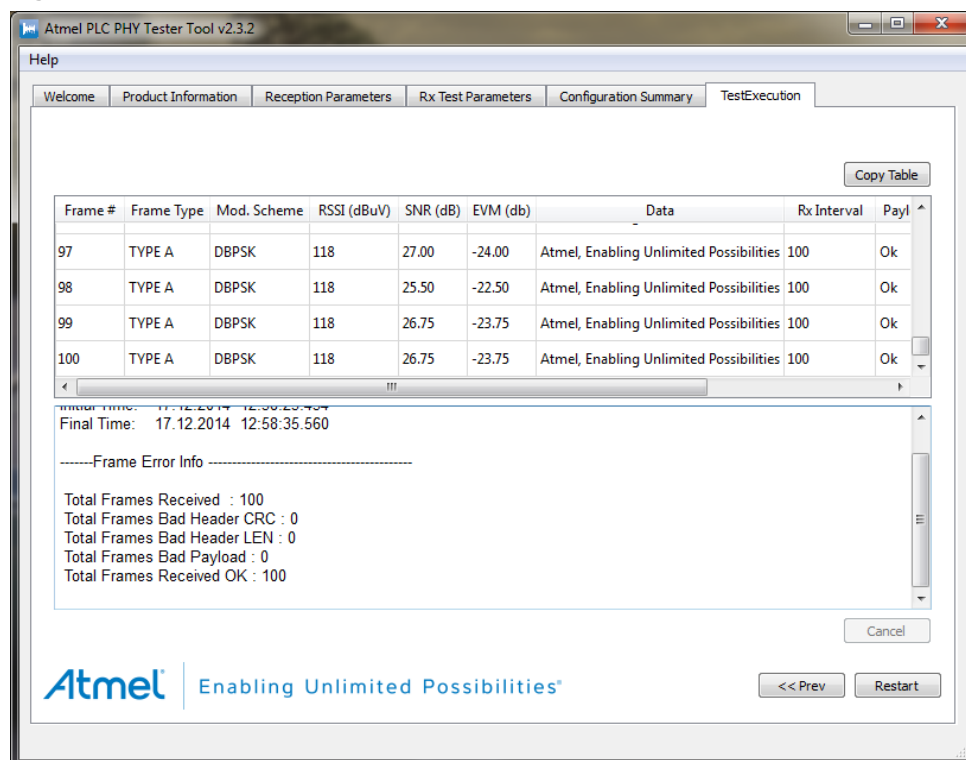 Atmel PLC PHY Tester Tool v2.3.2
Help
Welcome Product Information Reception Parameters Rx Test Parameters Configuration Summary TestExecution
Copy Table
Frame # Frame Type Mod. Scheme RSSI (dBuV) SNR (dB) EVM (db) Data Rx Interval Payl
97 TYPE A DBPSK 118 27.00 -24.00 Atmel, Enabling Unlimited Possibilities 100 Ok
98 TYPE A DBPSK 118 25.50 -22.50 Atmel, Enabling Unlimited Possibilities 100 Ok
99 TYPE A DBPSK 118 26.75 -23.75 Atmel, Enabling Unlimited Possibilities 100 Ok
100 TYPE A DBPSK 118 26.75 -23.75 Atmel, Enabling Unlimited Possibilities 100 Ok
Final Time: 17.12.2014 12:58:35.560
-------Frame Error Info -------------------------------------------
Total Frames Received : 100
Total Frames Bad Header CRC : 0
Total Frames Bad Header LEN : 0
Total Frames Bad Payload : 0
Total Frames Received OK : 100
Cancel
Atmel Enabling Unlimited Possibilities®
<< Prev Restart